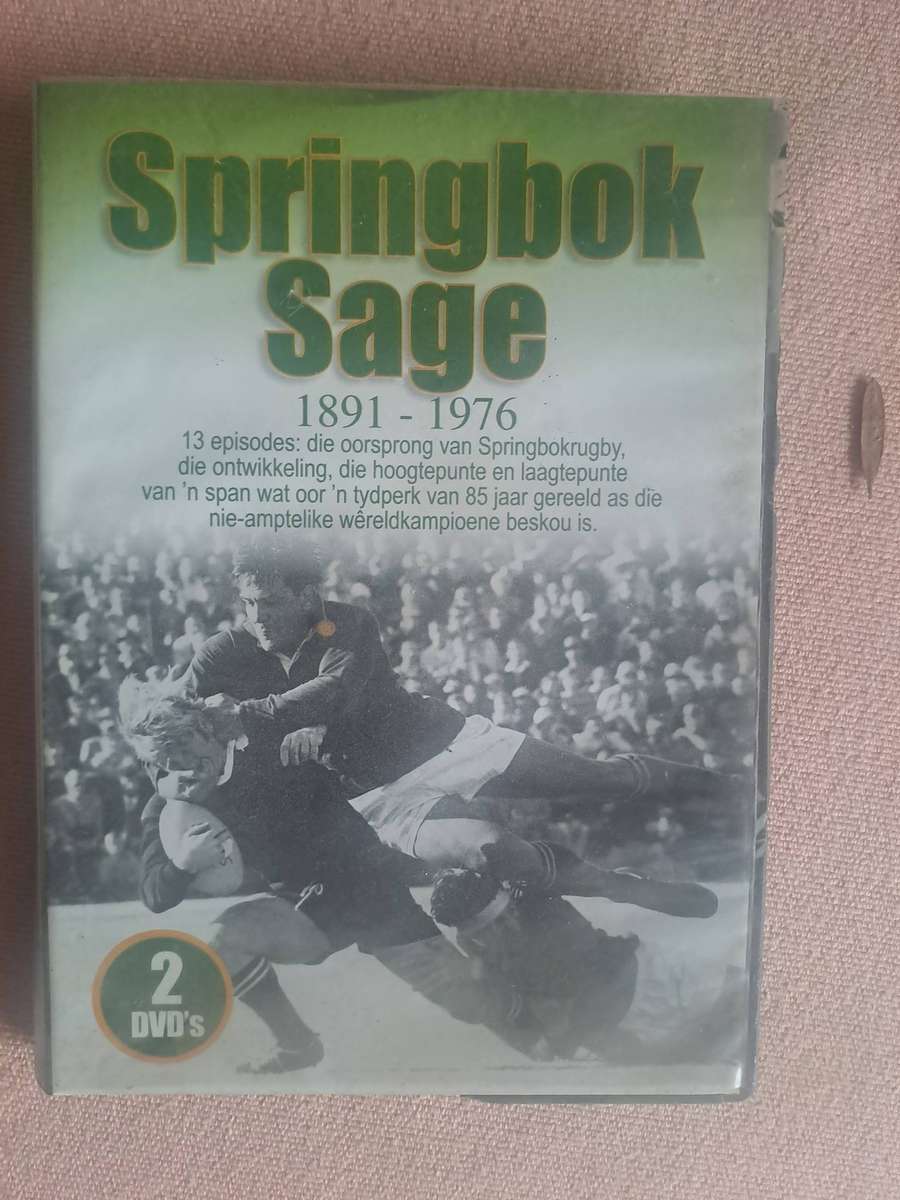 Springbok
Sage
1891 - 1976
13 episodes: die oorsprong van Springbokrugby,
die ontwikkeling, die hoogtepunte en laagtepunte
van 'n span wat oor 'n tydperk van 85 jaar gereeld as die
nie-amptelike wêreldkampioene beskou is.
2
DVD's